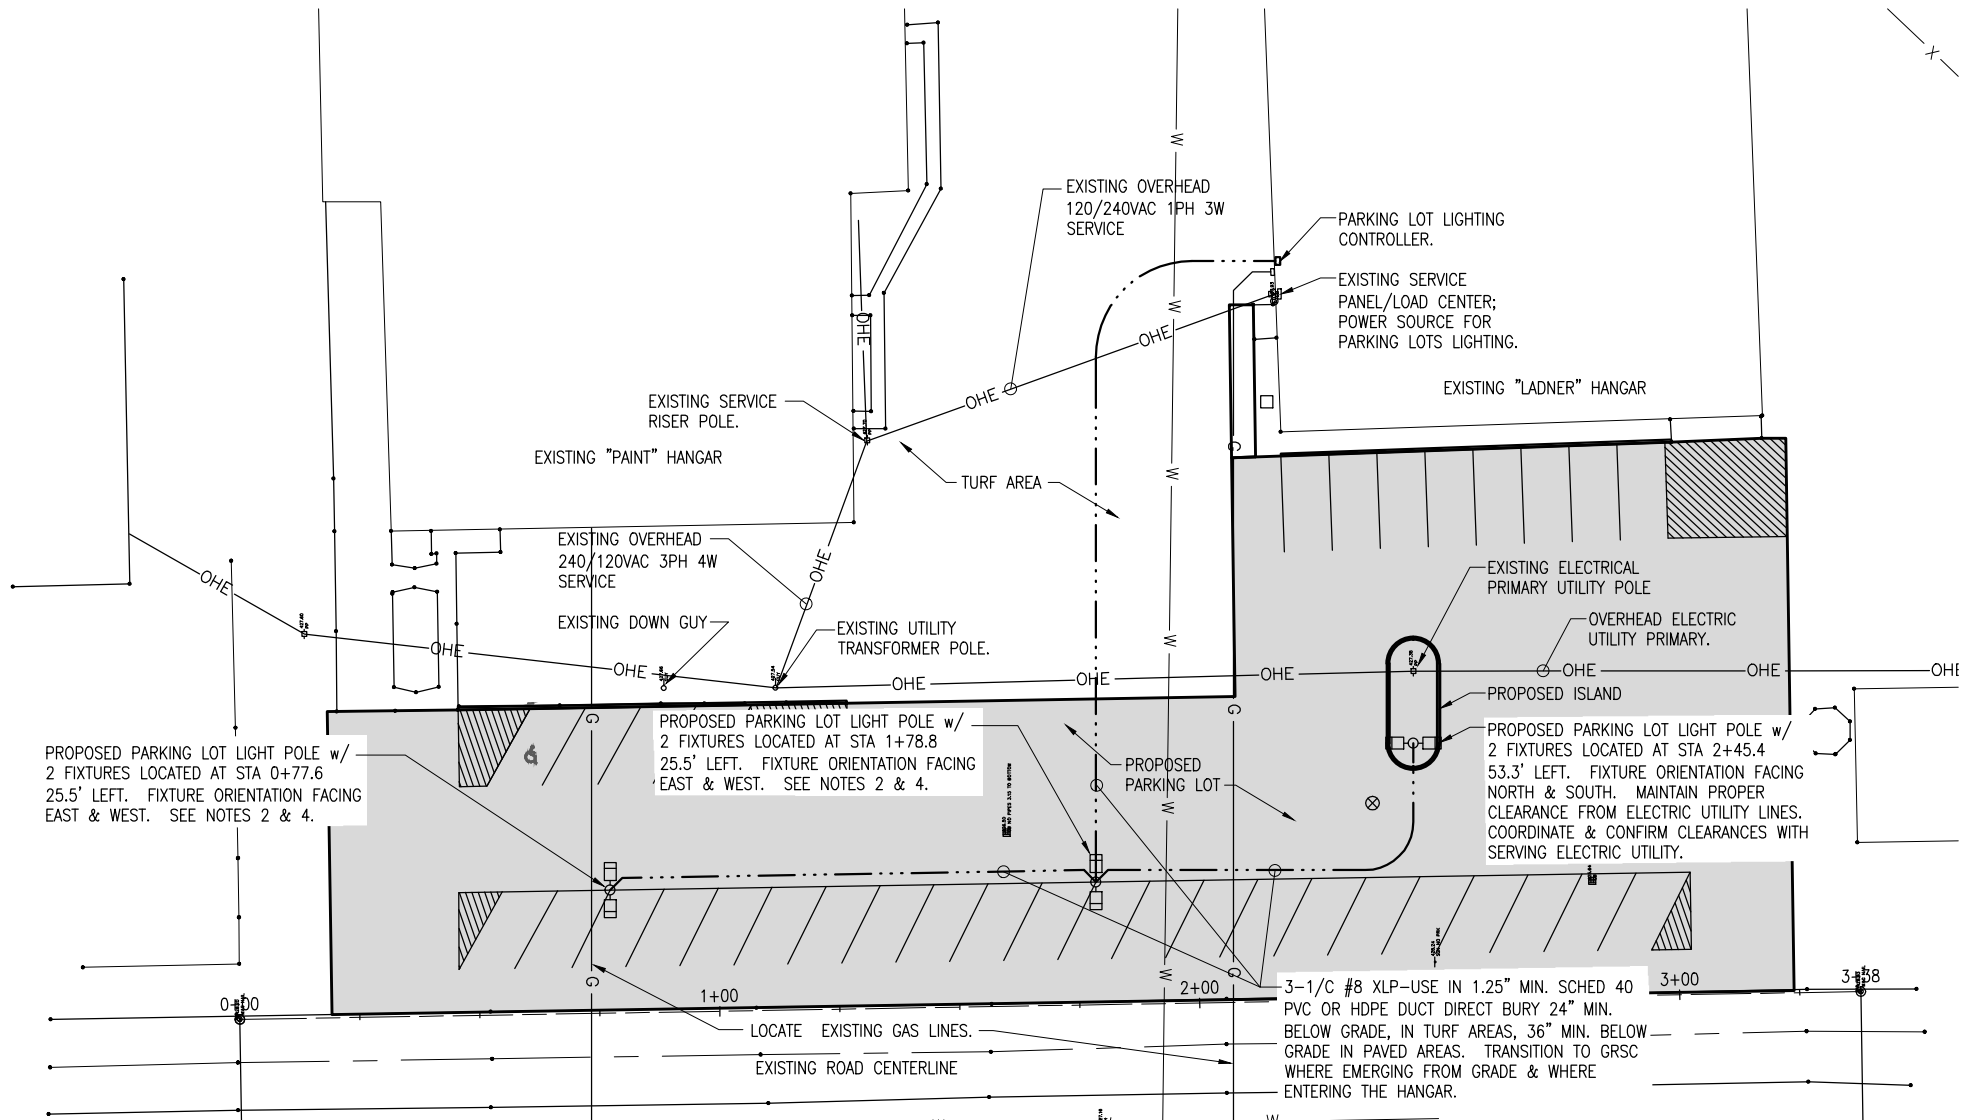 X
W
EXISTING OVERHEAD
120/240VAC 1PH 3W
SERVICE
PARKING LOT LIGHTING
CONTROLLER.
EXISTING SERVICE
PANEL/LOAD CENTER;
POWER SOURCE FOR
PARKING LOTS LIGHTING.
W
OHE
OHE
OHE
EXISTING "LADNER" HANGAR
EXISTING SERVICE
RISER POLE.
EXISTING "PAINT" HANGAR
G
W
TURF AREA
EXISTING OVERHEAD
240/120VAC 3PH 4W
SERVICE
OHE
OHE
EXISTING ELECTRICAL
PRIMARY UTILITY POLE
EXISTING DOWN GUY
EXISTING UTILITY
TRANSFORMER POLE.
OVERHEAD ELECTRIC
UTILITY PRIMARY.
W
OHE
OHE
OHE
OHE
OHE
OHE
OHE
OHE
PROPOSED ISLAND
G
G
PROPOSED PARKING LOT LIGHT POLE w/
2 FIXTURES LOCATED AT STA 0+77.6
25.5' LEFT. FIXTURE ORIENTATION FACING
EAST & WEST. SEE NOTES 2 & 4.
PROPOSED PARKING LOT LIGHT POLE w/
2 FIXTURES LOCATED AT STA 1+78.8
25.5' LEFT. FIXTURE ORIENTATION FACING
EAST & WEST. SEE NOTES 2 & 4.
PROPOSED
PARKING LOT
PROPOSED PARKING LOT LIGHT POLE w/
2 FIXTURES LOCATED AT STA 2+45.4
53.3' LEFT. FIXTURE ORIENTATION FACING
NORTH & SOUTH. MAINTAIN PROPER
CLEARANCE FROM ELECTRIC UTILITY LINES.
COORDINATE & CONFIRM CLEARANCES WITH
SERVING ELECTRIC UTILITY.
W
G
W
G
0+00
1+00
2+00
3+00
3+38
3-1/C #8 XLP-USE IN 1.25" MIN. SCHED 40
PVC OR HDPE DUCT DIRECT BURY 24" MIN.
BELOW GRADE, IN TURF AREAS, 36" MIN. BELOW
GRADE IN PAVED AREAS. TRANSITION TO GRSC
WHERE EMERGING FROM GRADE & WHERE
ENTERING THE HANGAR.
LOCATE EXISTING GAS LINES.
EXISTING ROAD CENTERLINE